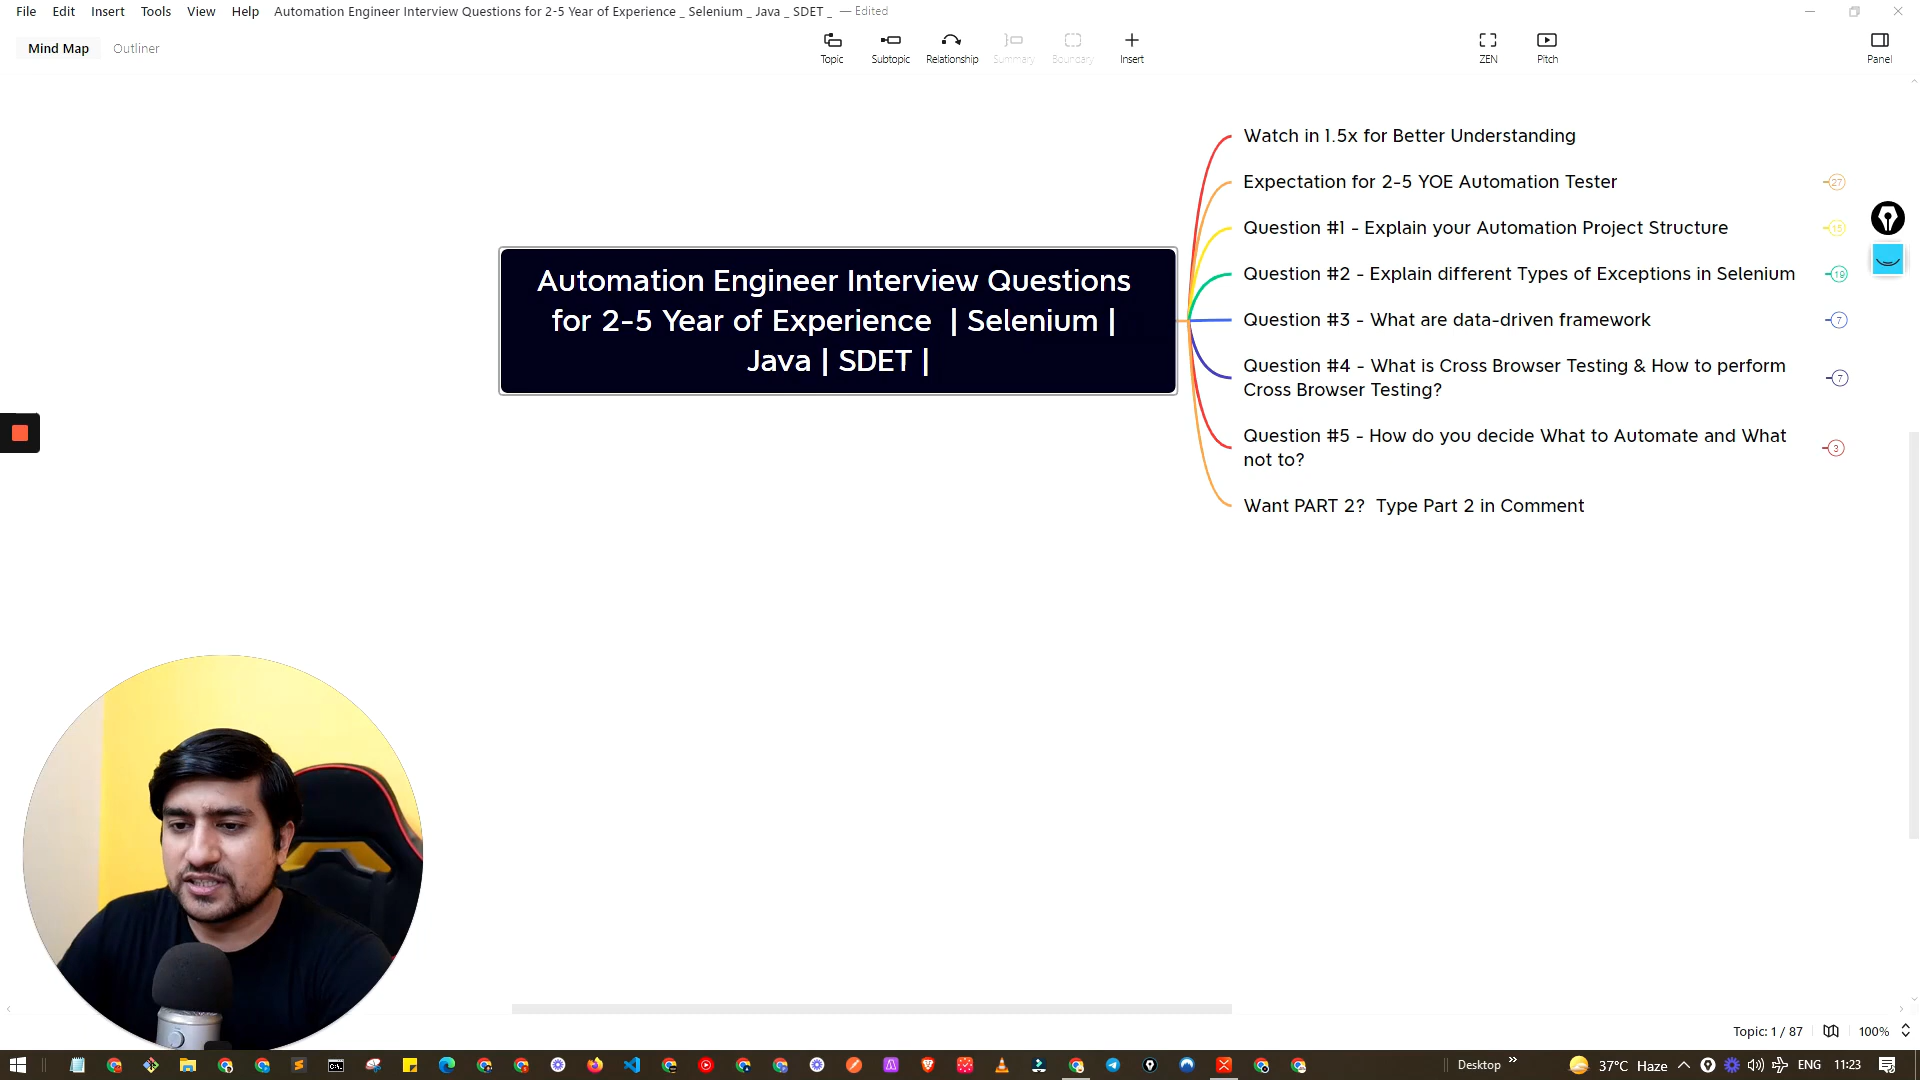 File Edit Insert Tools View Help Automation Engineer Interview Questions for 2-5 Year of Experience _ Selenium _ Java _ SDET _ — Edited
Mind Map Outliner
Topic Subtopic Relationship Summary Boundary Insert ZEN Pitch Panel
Automation Engineer Interview Questions
for 2-5 Year of Experience | Selenium |
Java | SDET |
Watch in 1.5x for Better Understanding
Expectation for 2-5 YOE Automation Tester 27
Question #1 - Explain your Automation Project Structure 15
Question #2 - Explain different Types of Exceptions in Selenium 19
Question #3 - What are data-driven framework 7
Question #4 - What is Cross Browser Testing & How to perform
Cross Browser Testing? 7
Question #5 - How do you decide What to Automate and What
not to? 3
Want PART 2? Type Part 2 in Comment
Topic: 1 / 87 100%
Desktop 37°C Haze ENG 11:23